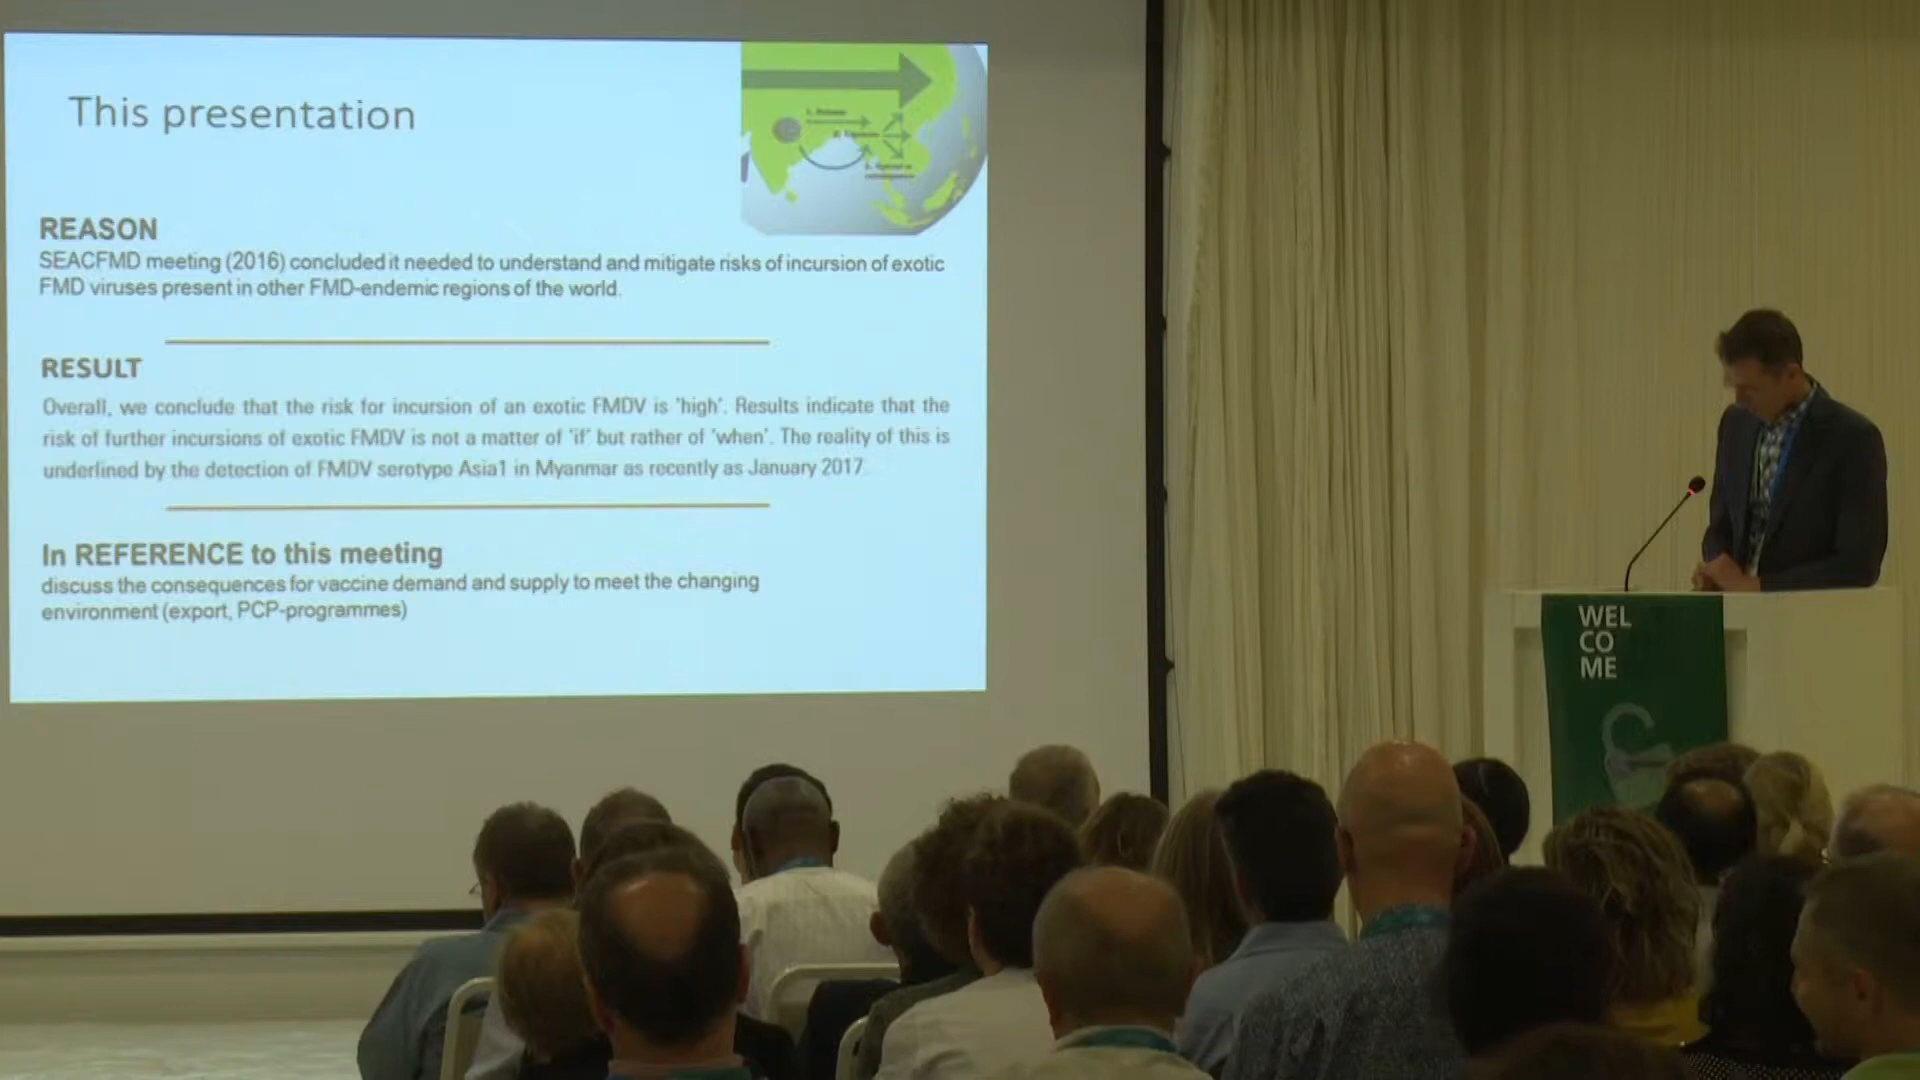 This presentation
1. Release
REASON
SEACFMD meeting (2016) concluded it needed to understand and mitigate risks of incursion of exotic
FMD viruses present in other FMD-endemic regions of the world.
RESULT
Overall, we conclude that the risk for incursion of an exotic FMDV is 'high'. Results indicate that the
risk of further incursions of exotic FMDV is not a matter of 'if' but rather of 'when'. The reality of this is
underlined by the detection of FMDV serotype Asia1 in Myanmar as recently as January 2017.
In REFERENCE to this meeting
discuss the consequences for vaccine demand and supply to meet the changing
environment (export, PCP-programmes)
WEL
CO
ME